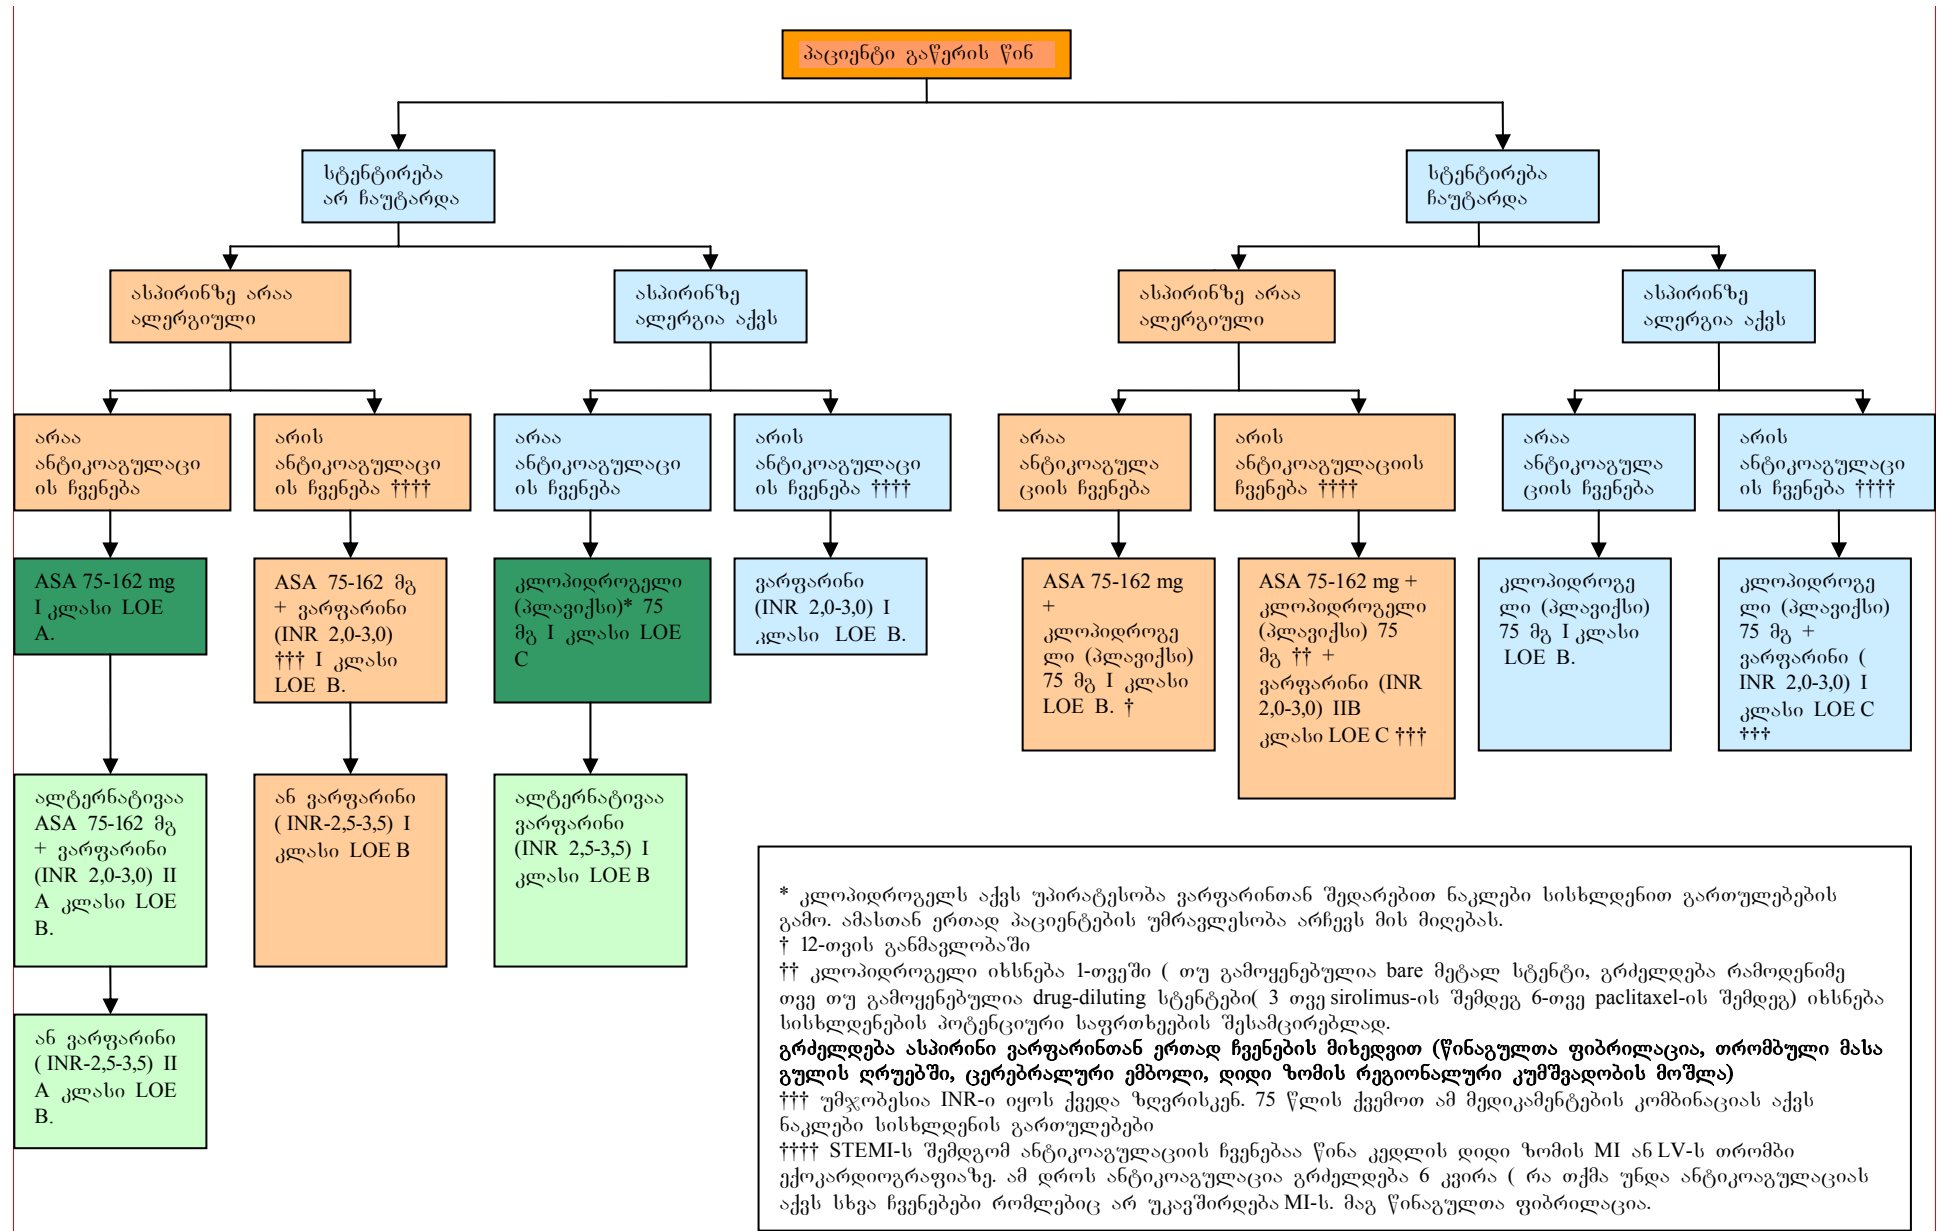 პაციენტი გაწერის წინ
სტენტირება
არ ჩაუტარდა
სტენტირება
ჩაუტარდა
ასპირინზე არაა
ალერგიული
ასპირინზე
ალერგია აქვს
ასპირინზე არაა
ალერგიული
ასპირინზე
ალერგია აქვს
არაა
ანტიკოაგულაცი
ის ჩვენება
არის
ანტიკოაგულაცი
ის ჩვენება ††††
არაა
ანტიკოაგულაცი
ის ჩვენება
არის
ანტიკოაგულაცი
ის ჩვენება ††††
არაა
ანტიკოაგულა
ციის ჩვენება
არის
ანტიკოაგულაციის
ჩვენება ††††
არაა
ანტიკოაგულა
ციის ჩვენება
არის
ანტიკოაგულაცი
ის ჩვენება ††††
ASA 75-162 mg
I კლასი LOE
A.
ASA 75-162 მგ
+ ვარფარინი
(INR 2,0-3,0)
††† I კლასი
LOE B.
კლოპიდროგელი
(პლავიქსი)* 75
მგ I კლასი LOE
C
ვარფარინი
(INR 2,0-3,0) I
კლასი LOE B.
ASA 75-162 mg
+
კლოპიდროგე
ლი (პლავიქსი)
75 მგ I კლასი
LOE B. †
ASA 75-162 mg +
კლოპიდროგელი
(პლავიქსი) 75
მგ †† +
ვარფარინი (INR
2,0-3,0) IIB
კლასი LOE C †††
კლოპიდროგე
ლი (პლავიქსი)
75 მგ I კლასი
LOE B.
კლოპიდროგე
ლი (პლავიქსი)
75 მგ +
ვარფარინი (
INR 2,0-3,0) I
კლასი LOE C
†††
ალტერნატივაა
ASA 75-162 მგ
+ ვარფარინი
(INR 2,0-3,0) II
A კლასი LOE
B.
ან ვარფარინი
( INR-2,5-3,5) I
კლასი LOE B
ალტერნატივაა
ვარფარინი
(INR 2,5-3,5) I
კლასი LOE B
ან ვარფარინი
( INR-2,5-3,5) II
A კლასი LOE
B.
* კლოპიდროგელს აქვს უპირატესობა ვარფარინთან შედარებით ნაკლები სისხლდენით გართულებების
გამო. ამასთან ერთად პაციენტების უმრავლესობა არჩევს მის მიღებას.
† 12-თვის განმავლობაში
†† კლოპიდროგელი იხსნება 1-თვეში ( თუ გამოყენებულია bare მეტალ სტენტი, გრძელდება რამოდენიმე
თვე თუ გამოყენებულია drug-diluting სტენტები( 3 თვე sirolimus-ის შემდეგ 6-თვე paclitaxel-ის შემდეგ) იხსნება
სისხლდენების პოტენციური საფრთხეების შესამცირებლად.
გრძელდება ასპირინი ვარფარინთან ერთად ჩვენების მიხედვით (წინაგულთა ფიბრილაცია, თრომბული მასა
გულის ღრუებში, ცერებრალური ემბოლი, დიდი ზომის რეგიონალური კუმშვადობის მოშლა)
††† უმჯობესია INR-ი იყოს ქვედა ზღვრისკენ. 75 წლის ქვემოთ ამ მედიკამენტების კომბინაციას აქვს
ნაკლები სისხლდენის გართულებები
†††† STEMI-ს შემდგომ ანტიკოაგულაციის ჩვენებაა წინა კედლის დიდი ზომის MI ან LV-ს თრომბი
ექოკარდიოგრაფიაზე. ამ დროს ანტიკოაგულაცია გრძელდება 6 კვირა ( რა თქმა უნდა ანტიკოაგულაციას
აქვს სხვა ჩვენებები რომლებიც არ უკავშირდება MI-ს. მაგ წინაგულთა ფიბრილაცია.